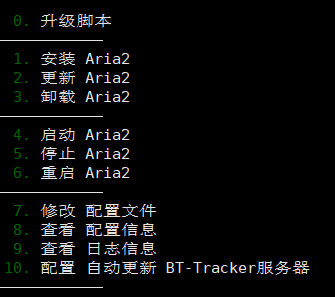 0. 升级脚本
————————————
1. 安装 Aria2
2. 更新 Aria2
3. 卸载 Aria2
————————————
4. 启动 Aria2
5. 停止 Aria2
6. 重启 Aria2
————————————
7. 修改 配置文件
8. 查看 配置信息
9. 查看 日志信息
10. 配置 自动更新 BT-Tracker服务器
————————————